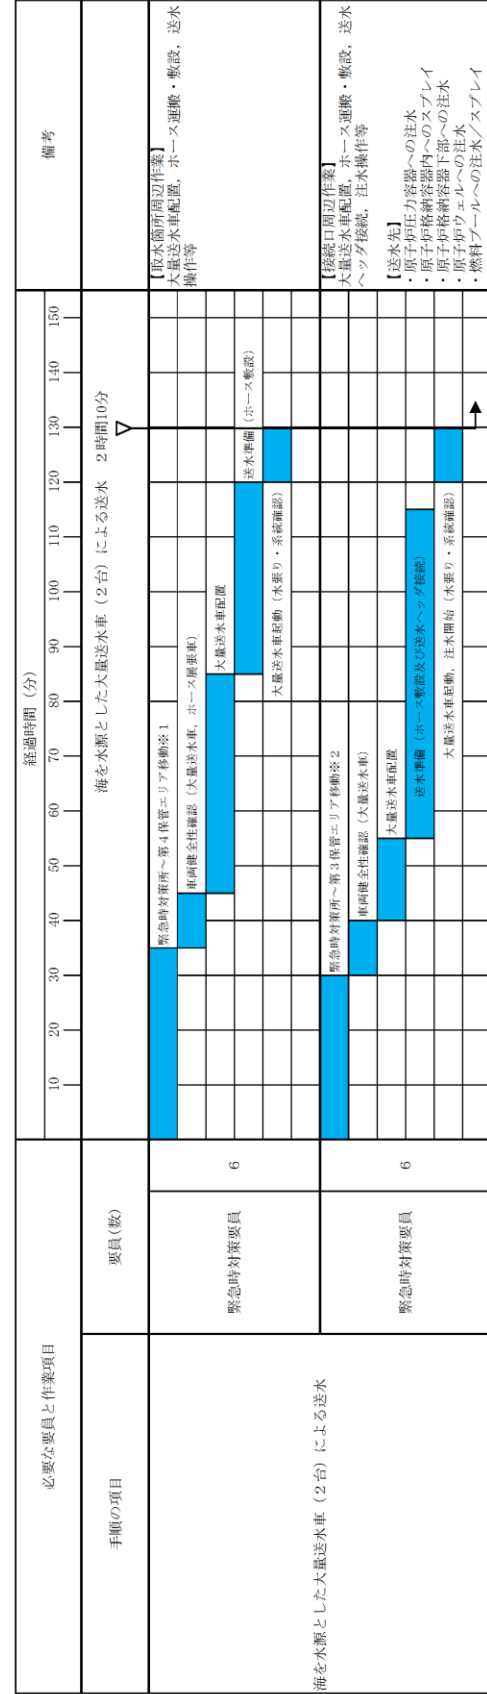 必要な要員と作業項目
経過時間（分）
備考
手順の項目
要員(数)
10
20
30
40
50
60
70
80
90
100
110
120
130
140
150
海を水源とした大量送水車（２台）による送水　２時間10分
海を水源とした大量送水車（２台）による送水
緊急時対策要員
6
緊急時対策所～第４保管エリア移動※１
車両健全性確認（大量送水車，ホース展張車）
大量送水車配置
送水準備（ホース敷設）
大量送水車起動（水張り・系統確認）
【取水箇所周辺作業】
大量送水車配置，ホース運搬・敷設，送水
操作等
緊急時対策要員
6
緊急時対策所～第３保管エリア移動※２
車両健全性確認（大量送水車）
大量送水車配置
送水準備（ホース敷設及び送水ヘッダ接続）
大量送水車起動，注水開始（水張り・系統確認）
【接続口周辺作業】
大量送水車配置，ホース運搬・敷設，送水
ヘッダ接続，注水操作等
【送水先】
・原子炉圧力容器への注水
・原子炉格納容器内へのスプレイ
・原子炉格納容器下部への注水
・原子炉ウェルへの注水
・燃料プールへの注水／スプレイ